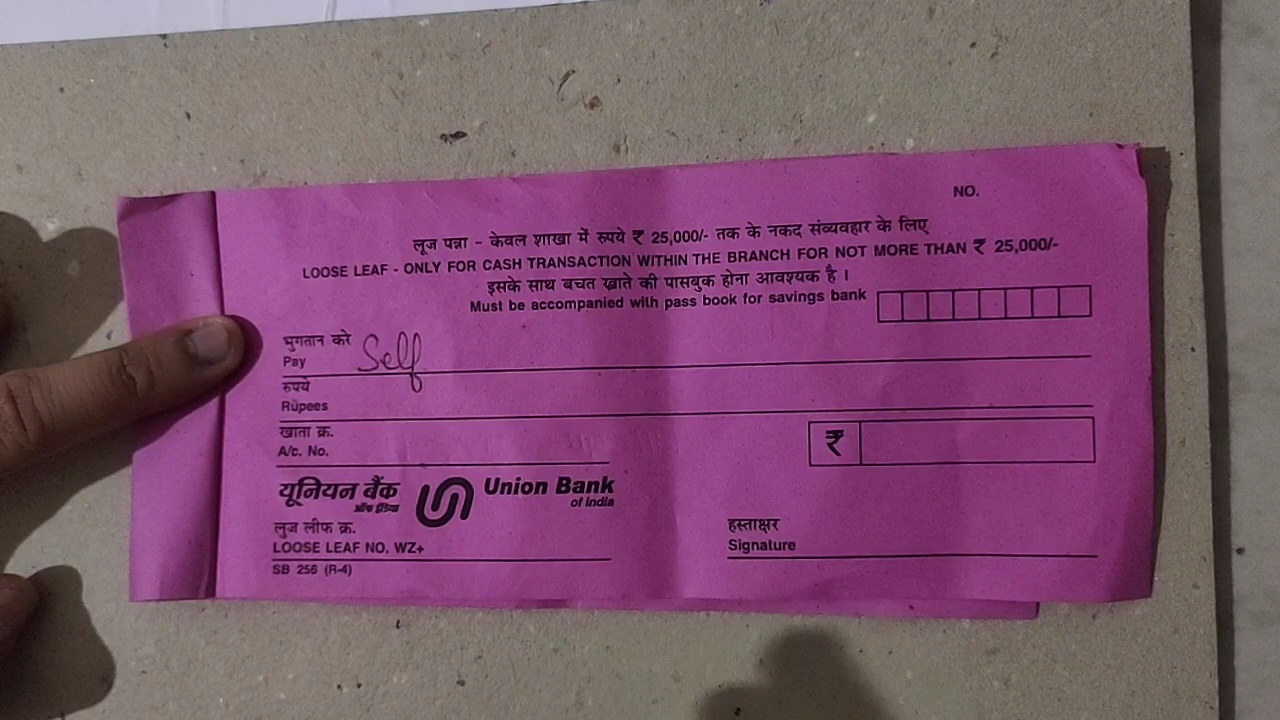 NO.
लूज पन्ना - केवल शाखा में रुपये ₹ 25,000/- तक के नकद संव्यवहार के लिए
LOOSE LEAF - ONLY FOR CASH TRANSACTION WITHIN THE BRANCH FOR NOT MORE THAN ₹ 25,000/-
इसके साथ बचत खाते की पासबुक होना आवश्यक है ।
Must be accompanied with pass book for savings bank
भुगतान करे
Pay Self
रुपये
Rupees
खाता क्र.
A/c. No.
₹
यूनियन बैंक Union Bank
ऑफ इंडिया of India
लुज लीफ क्र.
LOOSE LEAF NO. WZ+
हस्ताक्षर
Signature
SB 256 (R-4)